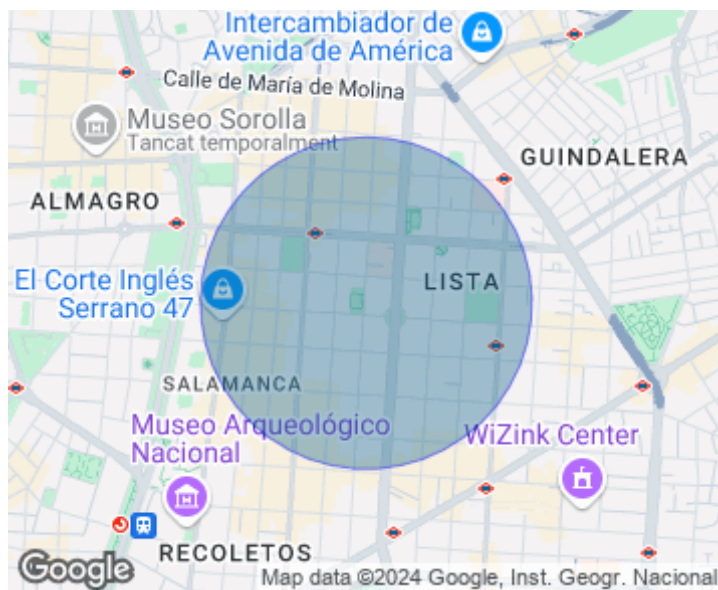 Intercambiador de
Avenida de América
Calle de María de Molina
Museo Sorolla
Tancat temporalment
GUINDALERA
ALMAGRO
El Corte Inglés
Serrano 47
LISTA
SALAMANCA
Museo Arqueológico
Nacional
WiZink Center
RECOLETOS
Google
Map data ©2024 Google, Inst. Geogr. Nacional